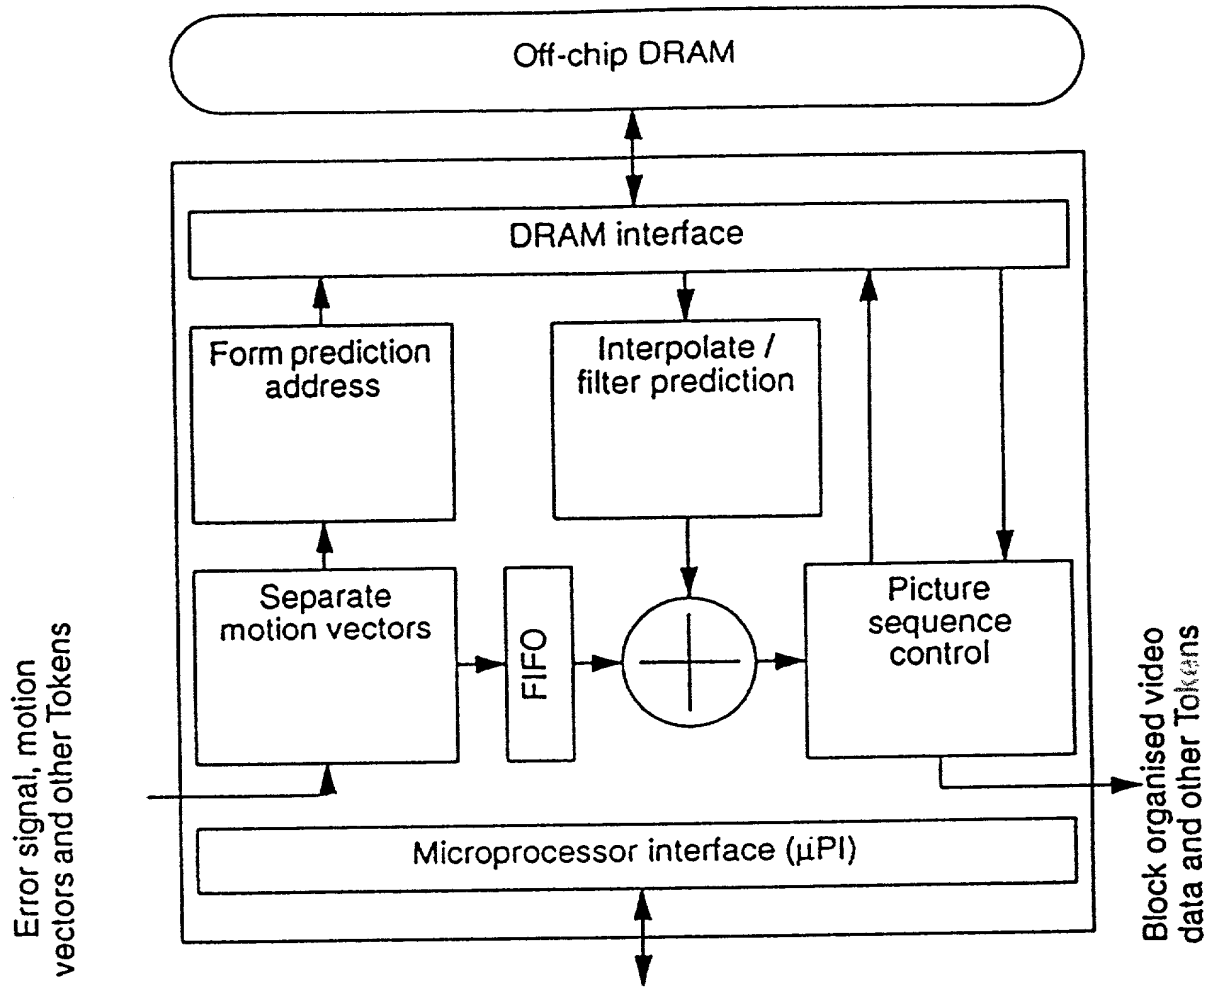 Off-chip DRAM
DRAM interface
Form prediction
address
Interpolate /
filter prediction
Separate
motion vectors
FIFO
Picture
sequence
control
Error signal, motion
vectors and other Tokens
Block organised video
data and other Tokens
Microprocessor interface (µPI)